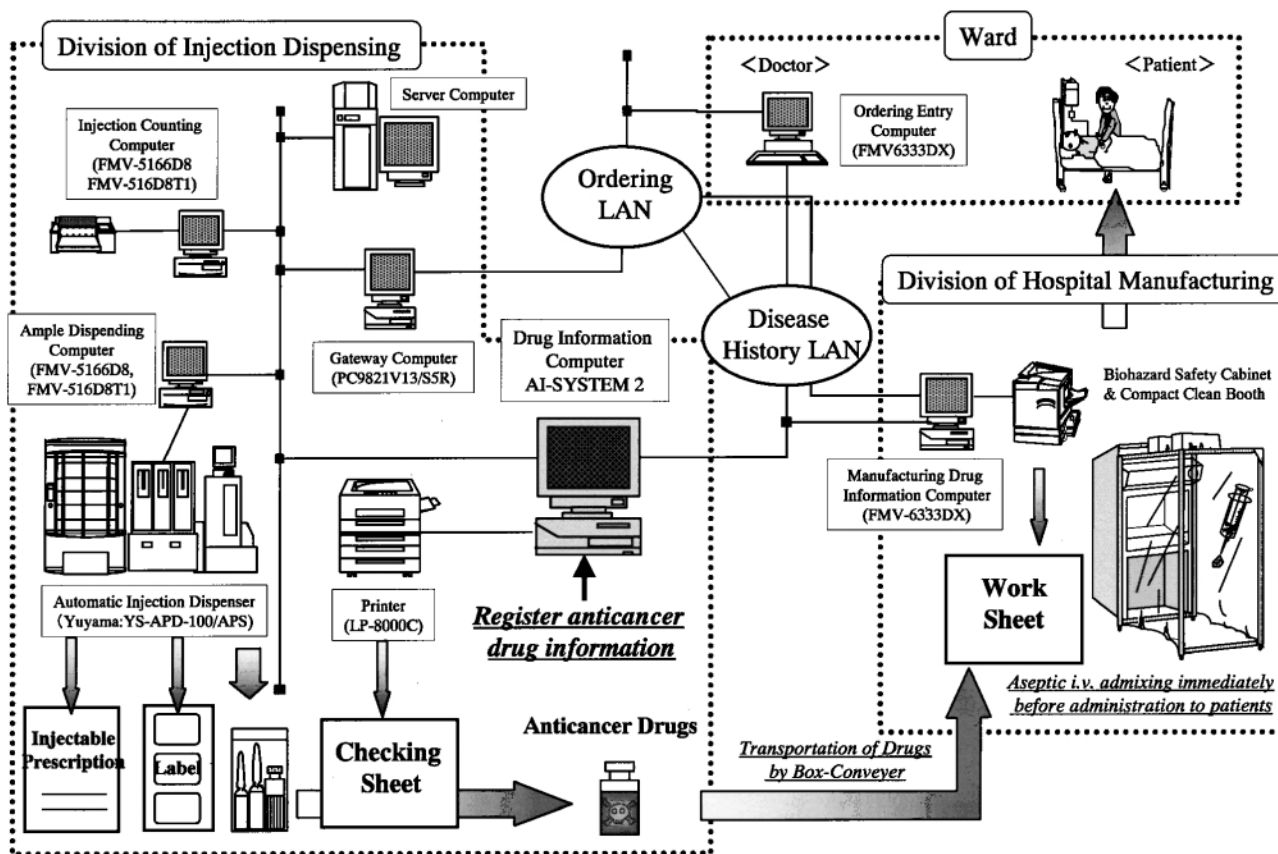 Division of Injection Dispensing
Ward
<Doctor>
<Patient>
Server Computer
Ordering Entry
Computer
(FMV6333DX)
Injection Counting
Computer
(FMV-5166D8
FMV-516D8T1)
Ordering
LAN
Division of Hospital Manufacturing
Ample Dispending
Computer
(FMV-5166D8,
FMV-516D8T1)
Gateway Computer
(PC9821V13/S5R)
Drug Information
Computer
AI-SYSTEM 2
Disease
History LAN
Biohazard Safety Cabinet
& Compact Clean Booth
Manufacturing Drug
Information Computer
(FMV-6333DX)
Automatic Injection Dispenser
(Yuyama:YS-APD-100/APS)
Printer
(LP-8000C)
Register anticancer
drug information
Work
Sheet
Aseptic i.v. admixing immediately
before administration to patients
Injectable
Prescription
Label
Checking
Sheet
Anticancer Drugs
Transportation of Drugs
by Box-Conveyer